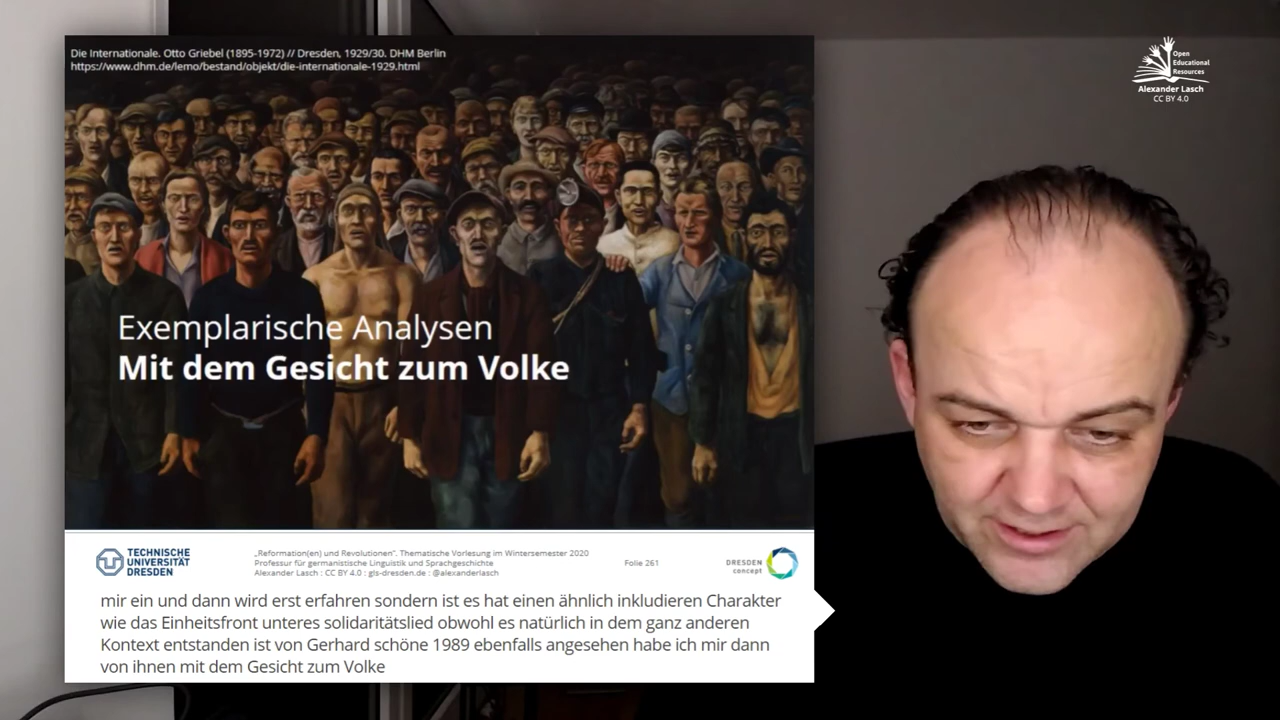 Die Internationale. Otto Griebel (1895-1972) // Dresden, 1929/30. DHM Berlin
https://www.dhm.de/lemo/bestand/objekt/die-internationale-1929.html
Open
Educational
Resources
Alexander Lasch
CC BY 4.0
Exemplarische Analysen
Mit dem Gesicht zum Volke
TECHNISCHE
UNIVERSITÄT
DRESDEN
„Reformation(en) und Revolutionen“. Thematische Vorlesung im Wintersemester 2020
Professur für germanistische Linguistik und Sprachgeschichte
Alexander Lasch : CC BY 4.0 : gls-dresden.de : @alexanderlasch
Folie 261
DRESDEN
concept
mir ein und dann wird erst erfahren sondern ist es hat einen ähnlich inkludieren Charakter
wie das Einheitsfront unteres solidaritätslied obwohl es natürlich in dem ganz anderen
Kontext entstanden ist von Gerhard schöne 1989 ebenfalls angesehen habe ich mir dann
von ihnen mit dem Gesicht zum Volke